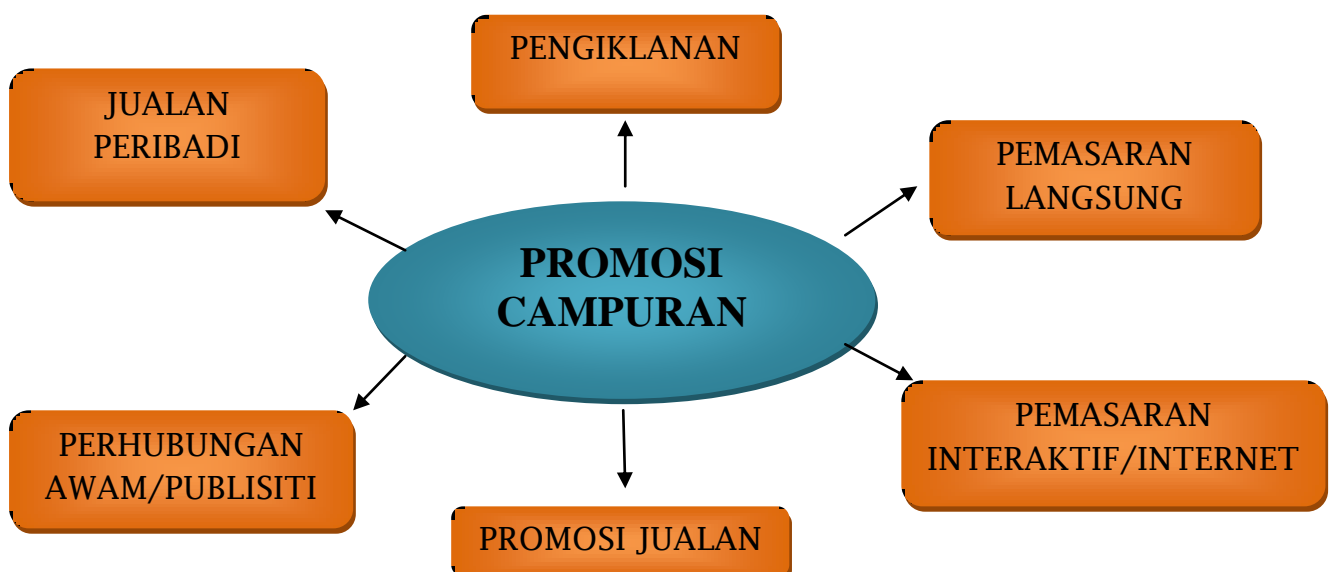 PENGIKLANAN
JUALAN
PERIBADI
PEMASARAN
LANGSUNG
PROMOSI
CAMPURAN
PERHUBUNGAN
AWAM/PUBLISITI
PEMASARAN
INTERAKTIF/INTERNET
PROMOSI JUALAN